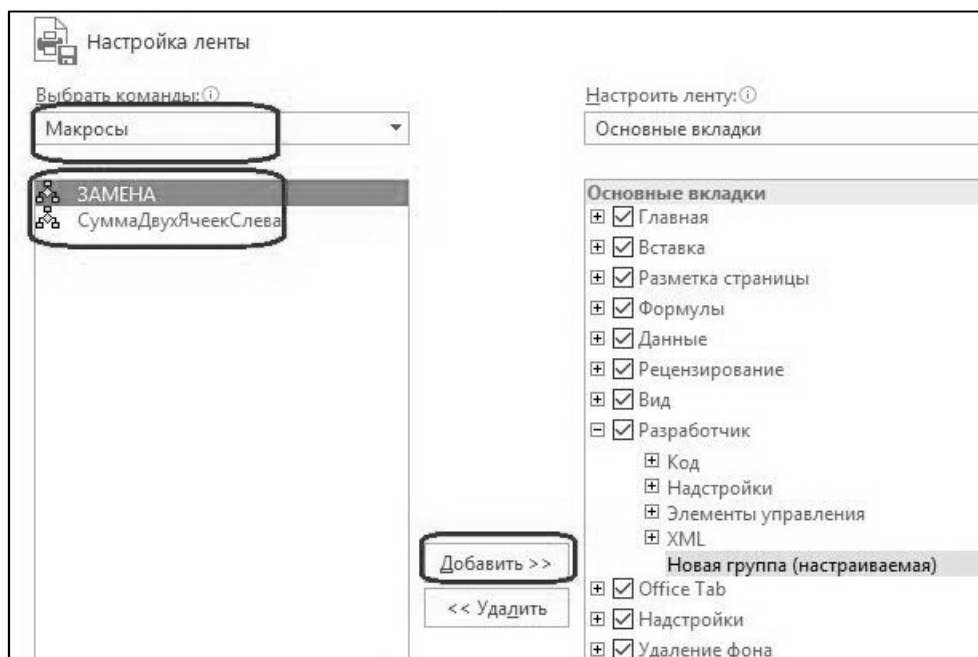 Настройка ленты
Выбрать команды:
Макросы
ЗАМЕНА
СуммаДвухЯчеекСлева
Добавить >>
<< Удалить
Настроить ленту:
Основные вкладки
Основные вкладки
Главная
Вставка
Разметка страницы
Формулы
Данные
Рецензирование
Вид
Разработчик
Код
Надстройки
Элементы управления
XML
Новая группа (настраиваемая)
Office Tab
Надстройки
Удаление фона